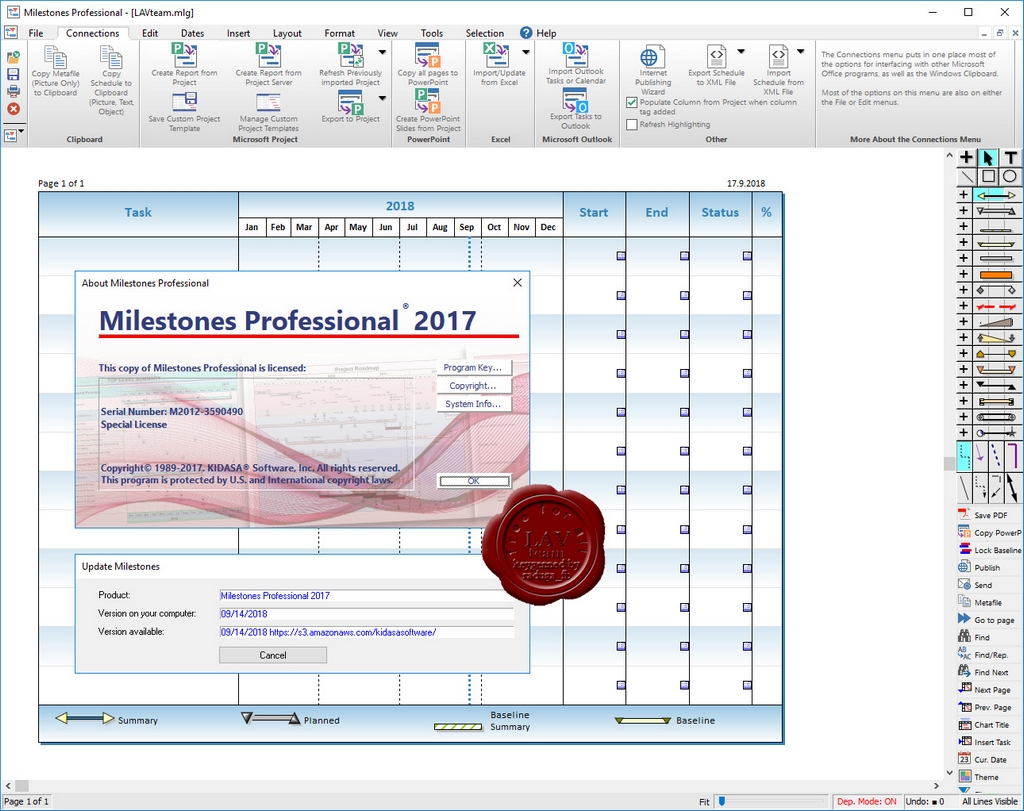 Milestones Professional - [LAVteam.mlg]
File Connections Edit Dates Insert Layout Format View Tools Selection Help
Copy Metafile (Picture Only) to Clipboard
Copy Schedule to Clipboard (Picture, Text, Object)
Clipboard
Create Report from Project
Create Report from Project Server
Refresh Previously Imported Project
Save Custom Project Template
Manage Custom Project Templates
Export to Project
Microsoft Project
Copy all pages to PowerPoint
Create PowerPoint Slides from Project
PowerPoint
Import/Update from Excel
Excel
Import Outlook Tasks or Calendar
Export Tasks to Outlook
Microsoft Outlook
Internet Publishing Wizard
Export Schedule to XML File
Import Schedule from XML File
Populate Column from Project when column tag added
Refresh Highlighting
Other
The Connections menu puts in one place most of the options for interfacing with other Microsoft Office programs, as well as the Windows Clipboard.
Most of the options on this menu are also on either the File or Edit menus.
More About the Connections Menu
Page 1 of 1
17.9.2018
Task
2018
Jan Feb Mar Apr May Jun Jul Aug Sep Oct Nov Dec
Start End Status %
About Milestones Professional
Milestones Professional® 2017
This copy of Milestones Professional is licensed:
Serial Number: M2012-3590490
Special License
Copyright© 1989-2017. KIDASA® Software, Inc. All rights reserved.
This program is protected by U.S. and International copyright laws.
Program Key...
Copyright...
System Info...
OK
LAV
team
keygenned by
raduga_fb
Update Milestones
Product: Milestones Professional 2017
Version on your computer: 09/14/2018
Version available: 09/14/2018 https://s3.amazonaws.com/kidasasoftware/
Cancel
Summary
Planned
Baseline Summary
Baseline
Save PDF
Copy PowerP
Lock Baseline
Publish
Send
Metafile
Go to page
Find
Find/Rep.
Find Next
Next Page
Prev. Page
Chart Title
Insert Task
Cur. Date
Theme
Page 1 of 1
Fit
Dep. Mode: ON
Undo: 0
All Lines Visible